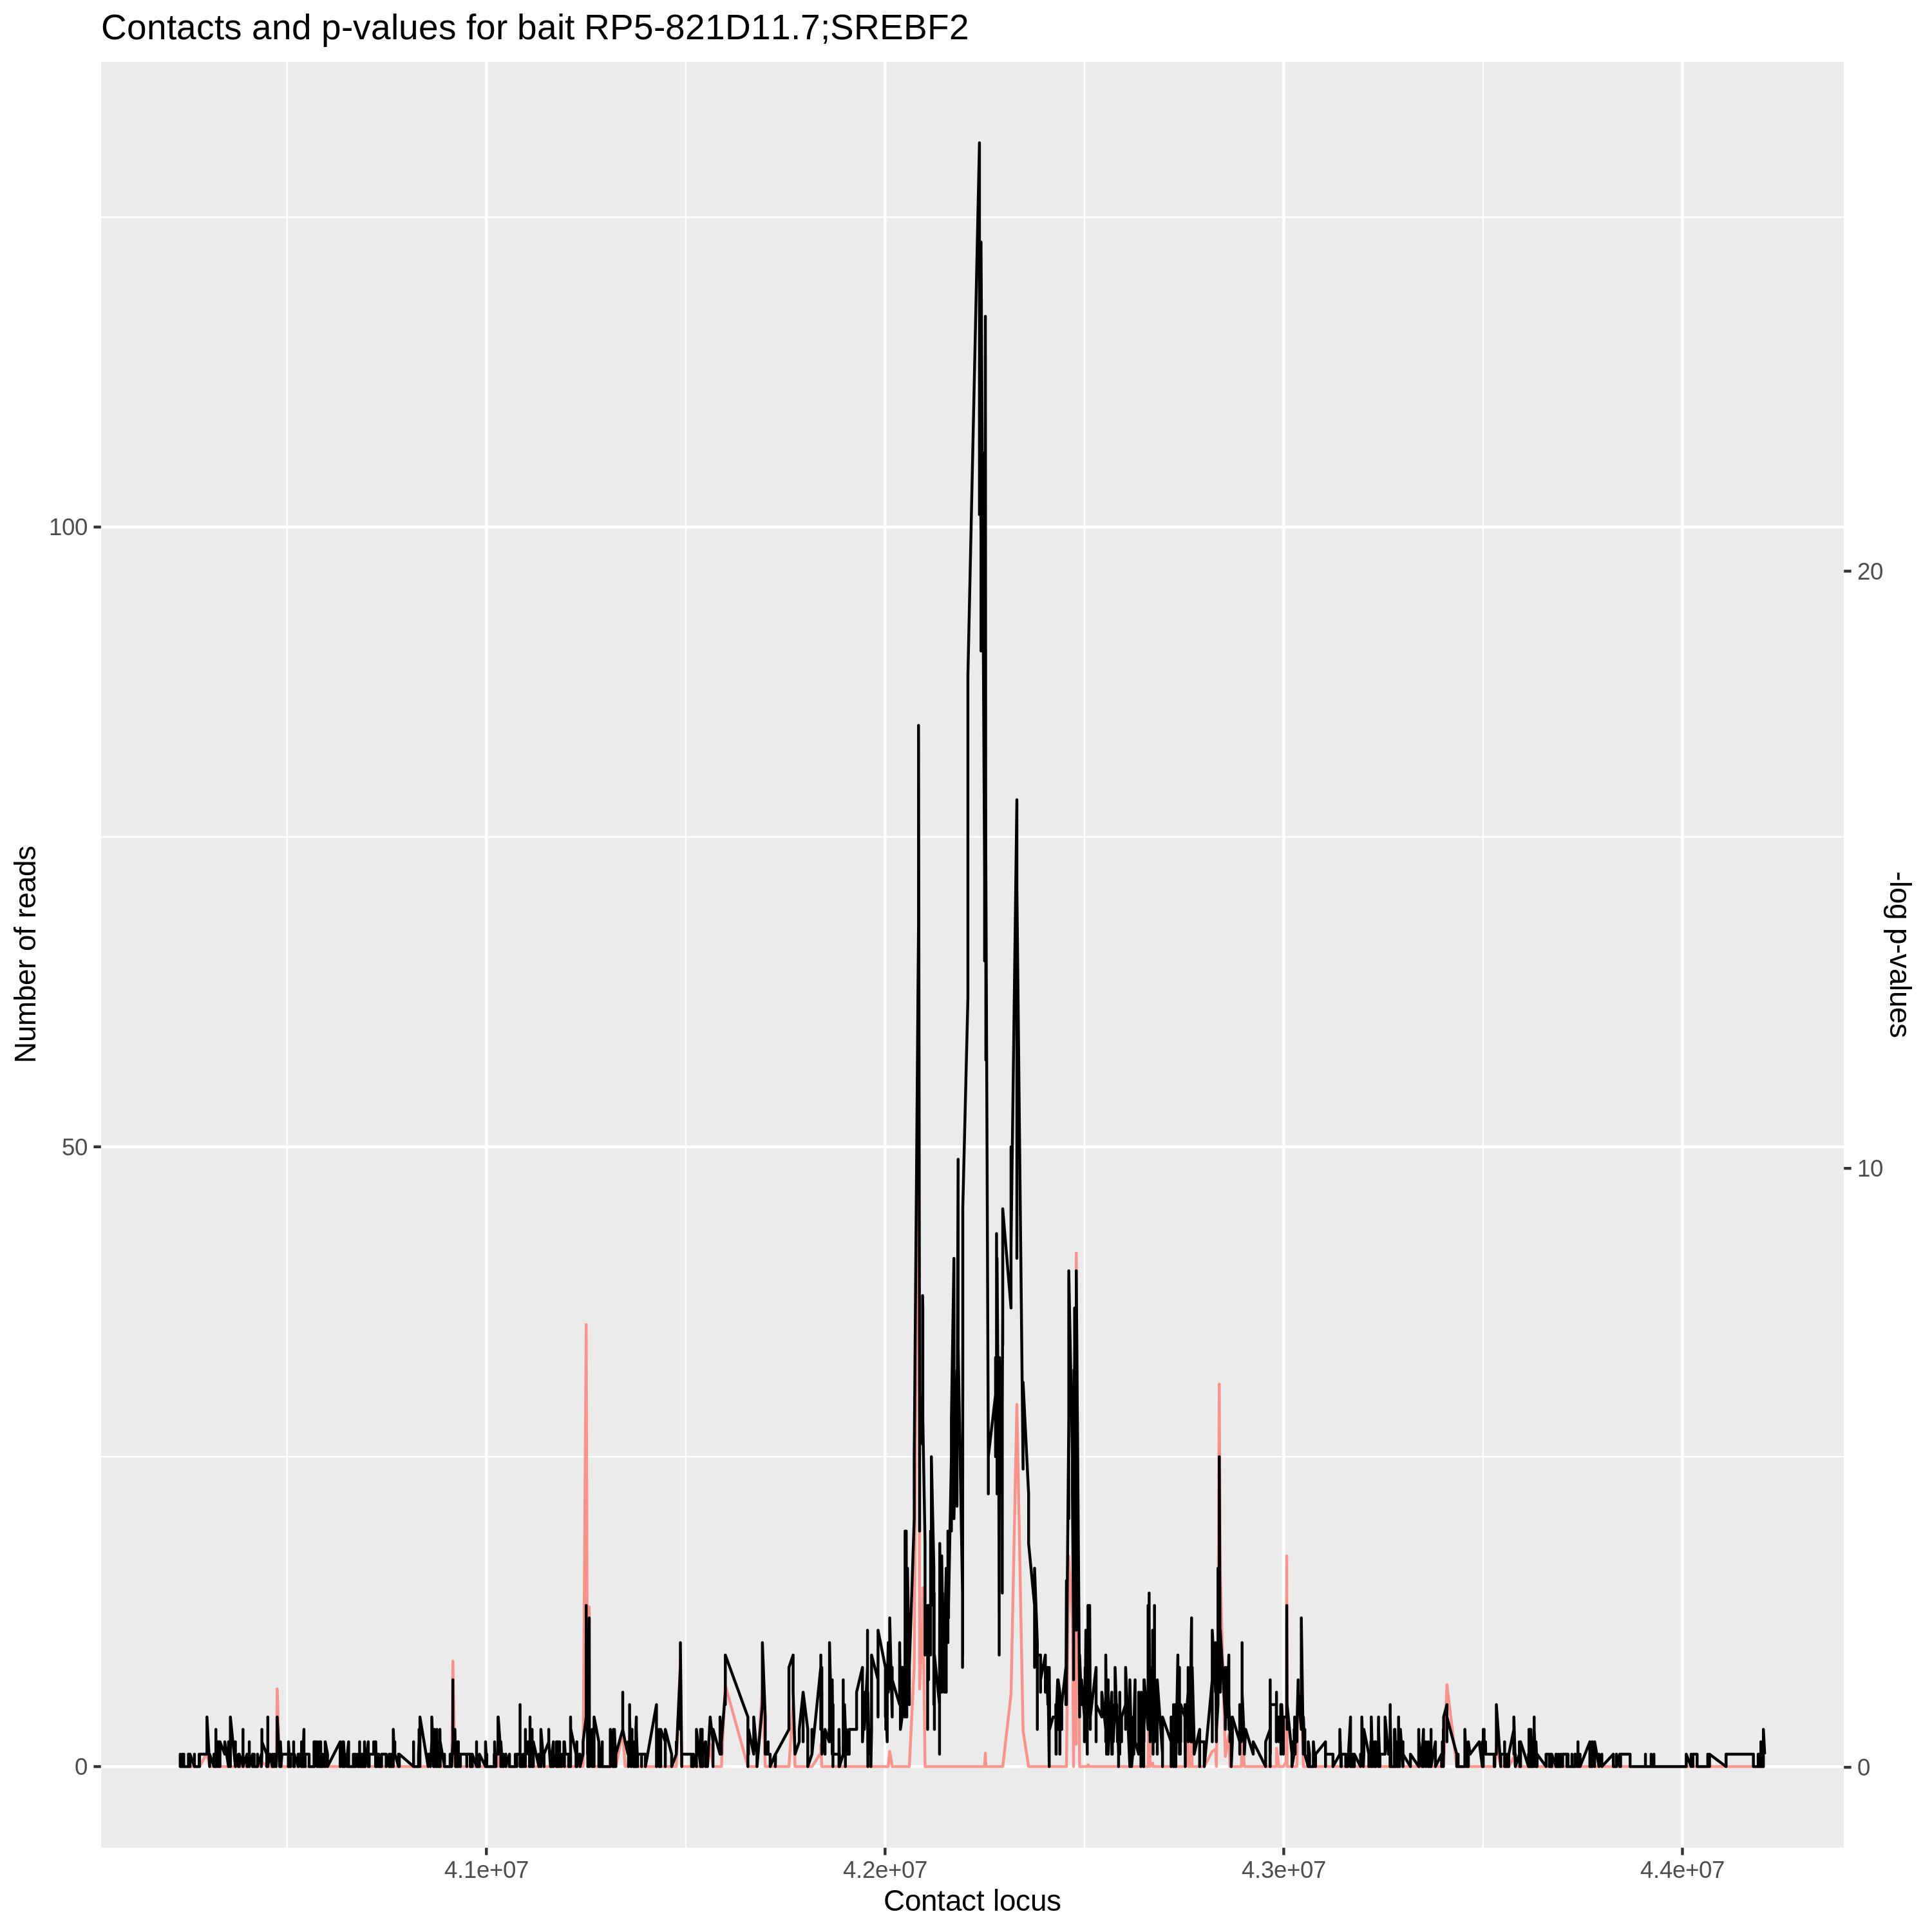 Contacts and p-values for bait RP5-821D11.7;SREBF2
Number of reads
100
50
0
20
10
0
-log p-values
4.1e+07
4.2e+07
4.3e+07
4.4e+07
Contact locus